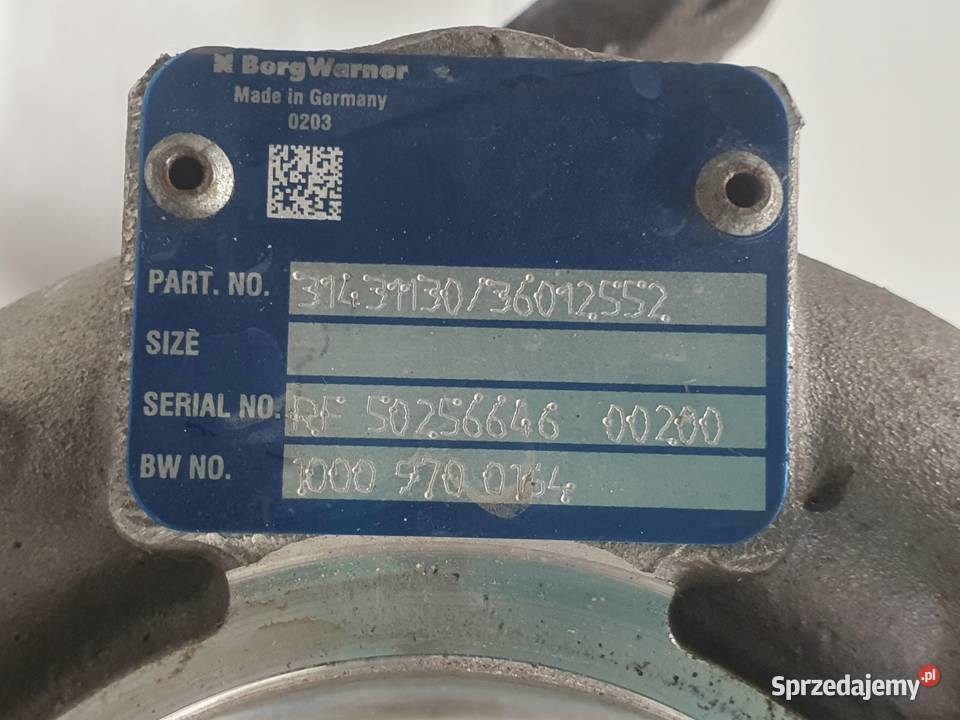 BorgWarner
Made in Germany
0203
PART. NO. 31431130/36012552
SIZE
SERIAL NO. RF 50256646 00200
BW NO. 1000 970 0164
Sprzedajemy.pl